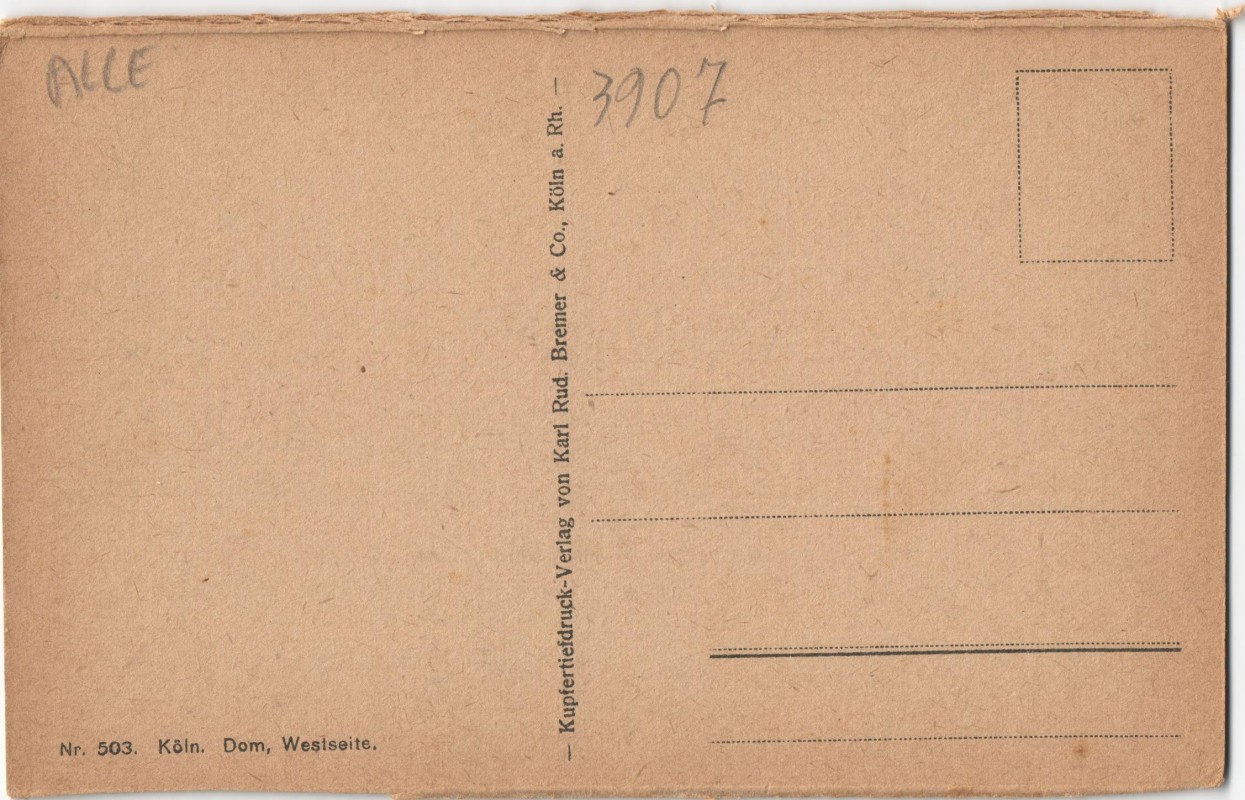 ALLE
3907
— Kupfertiefdruck-Verlag von Karl Rud. Bremer & Co., Köln a. Rh. —
Nr. 503. Köln. Dom, Westseite.